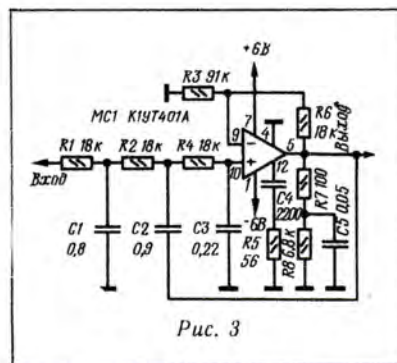 +6В
R3 91к
МС1 К1УТ401А
R6
18к
Выход
7
4
9
5
10
12
1
R1 18к
R2 18к
R4 18к
Вход
-6В
C4
2200
R7 100
C1
0,8
C2
0,9
C3
0,22
R5
56
R8 6,8к
C5 0,05
Рис. 3